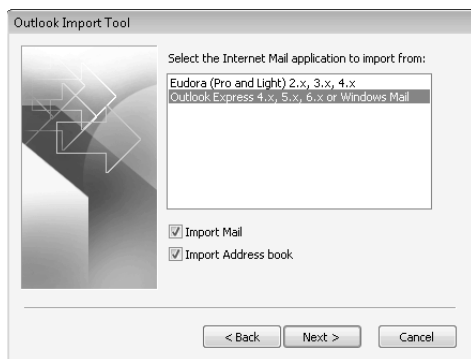 Outlook Import Tool
Select the Internet Mail application to import from:
Eudora (Pro and Light) 2.x, 3.x, 4.x
Outlook Express 4.x, 5.x, 6.x or Windows Mail
Import Mail
Import Address book
< Back Next > Cancel